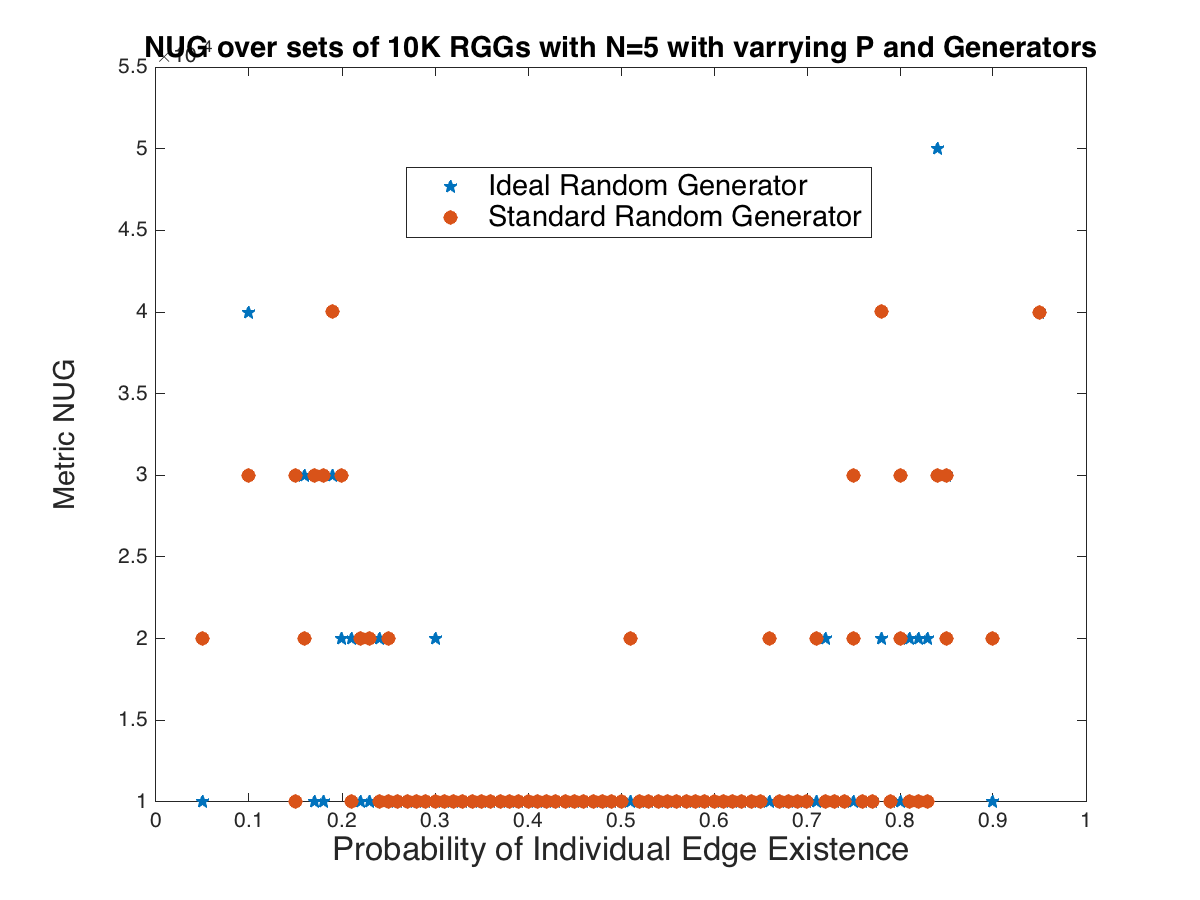 NUG over sets of 10K RGGs with N=5 with varrying P and Generators
×10-4
5.5
5
4.5
4
3.5
3
2.5
2
1.5
1
Metric NUG
Ideal Random Generator
Standard Random Generator
0 0.1 0.2 0.3 0.4 0.5 0.6 0.7 0.8 0.9 1
Probability of Individual Edge Existence